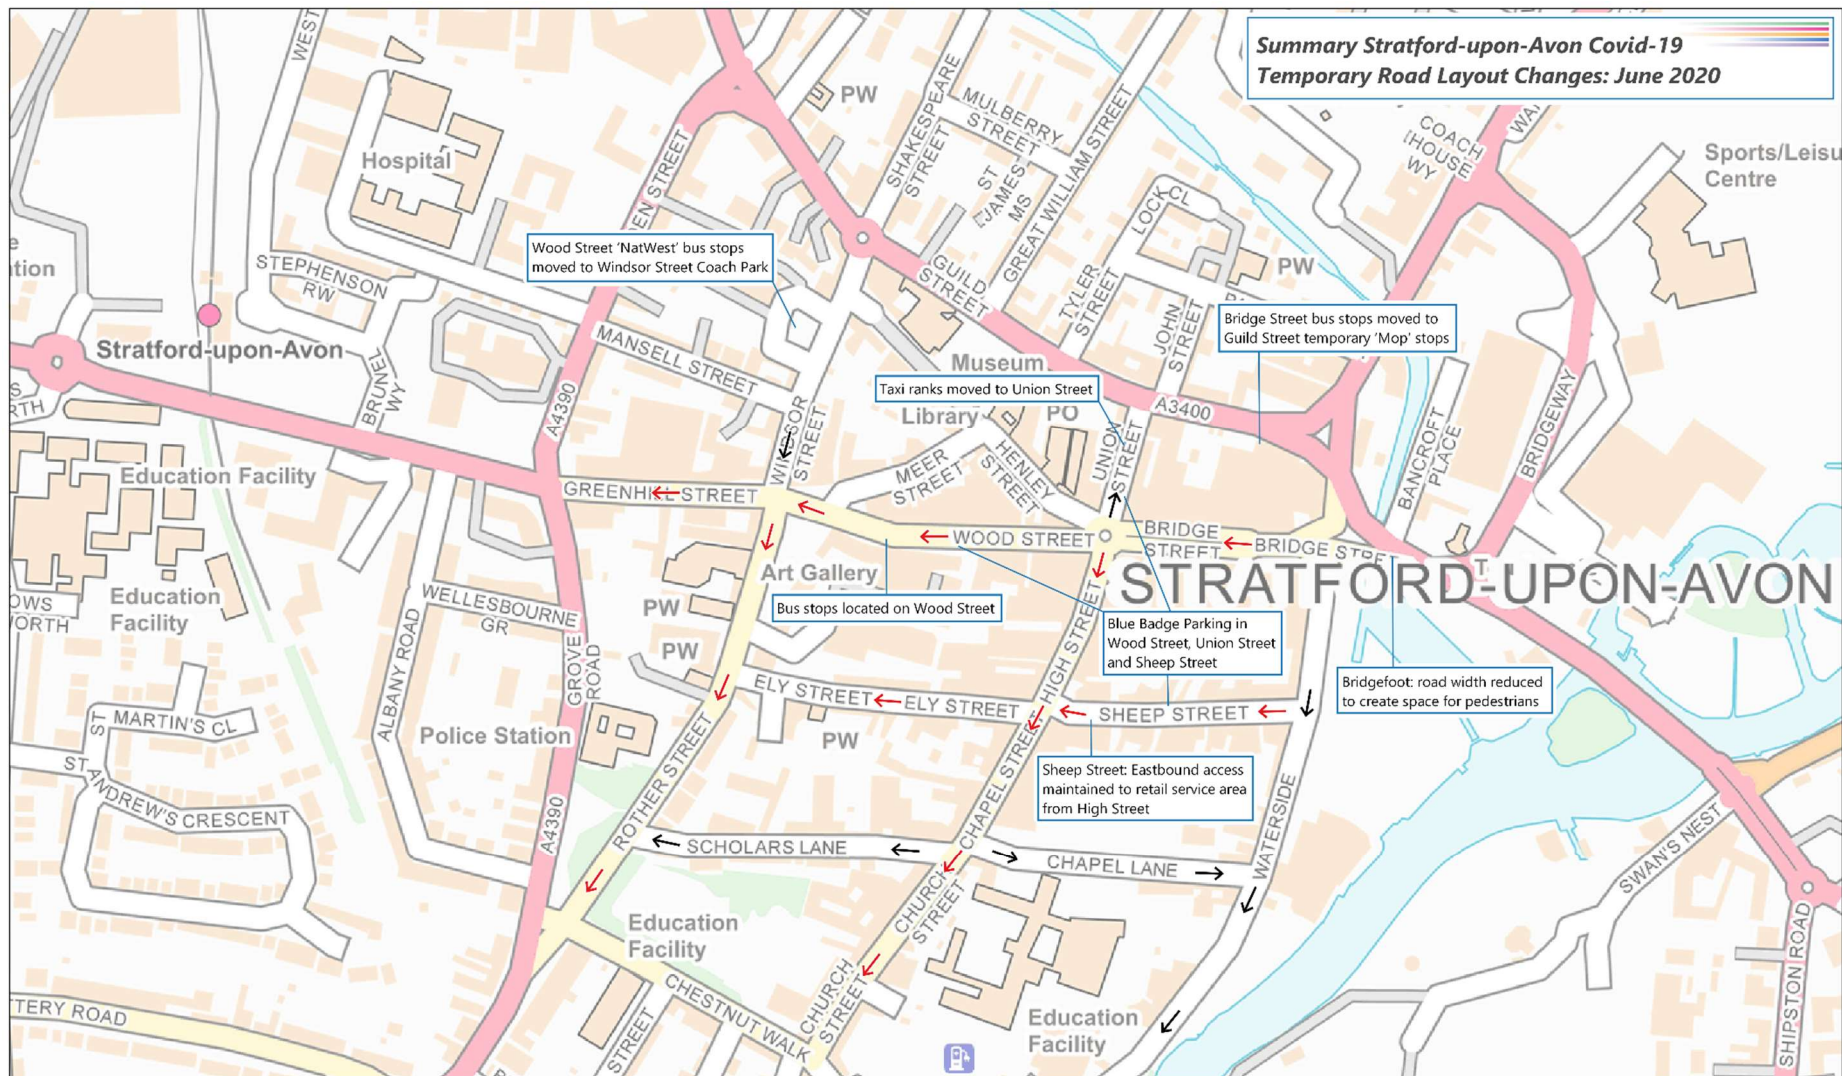 Summary Stratford-upon-Avon Covid-19
Temporary Road Layout Changes: June 2020
WEST
PW
SHAKESPEARE
STREET
MULBERRY
STREET
ST
JAMES
MS
GREAT WILLIAM STREET
COACH
HOUSE
WY
Sports/Leisu
Centre
Hospital
EN STREET
LOCK CL
Wood Street ‘NatWest’ bus stops
moved to Windsor Street Coach Park
STEPHENSON
RW
GUILD
STREET
TYLER
STREET
JOHN
STREET
PW
Bridge Street bus stops moved to
Guild Street temporary ‘Mop’ stops
Stratford-upon-Avon
BRUNEL
WY
MANSELL STREET
Museum
Taxi ranks moved to Union Street
Library
PO
A3400
A4390
WINDSOR
STREET
UNION
STREET
BANCROFT
PLACE
BRIDGEWAY
Education Facility
GREENHILL STREET
MEER
STREET
HENLEY
STREET
WOOD STREET
BRIDGE
STREET
BRIDGE STREET
STRATFORD-UPON-AVON
Education
Facility
WELLESBOURNE
GR
PW
Art Gallery
Bus stops located on Wood Street
Blue Badge Parking in
Wood Street, Union Street
and Sheep Street
Bridgefoot: road width reduced
to create space for pedestrians
ALBANY ROAD
GROVE
ROAD
PW
HIGH STREET
ELY STREET
ELY STREET
SHEEP STREET
ST
MARTIN'S CL
Police Station
PW
Sheep Street: Eastbound access
maintained to retail service area
from High Street
ST ANDREW'S CRESCENT
A4390
ROTHER STREET
SCHOLARS LANE
CHAPEL STREET
CHAPEL LANE
WATERSIDE
SWAN'S NEST
CHURCH
STREET
Education
Facility
CHESTNUT WALK
CHURCH
STREET
Education
Facility
SHIPSTON ROAD
TERY ROAD
STREET